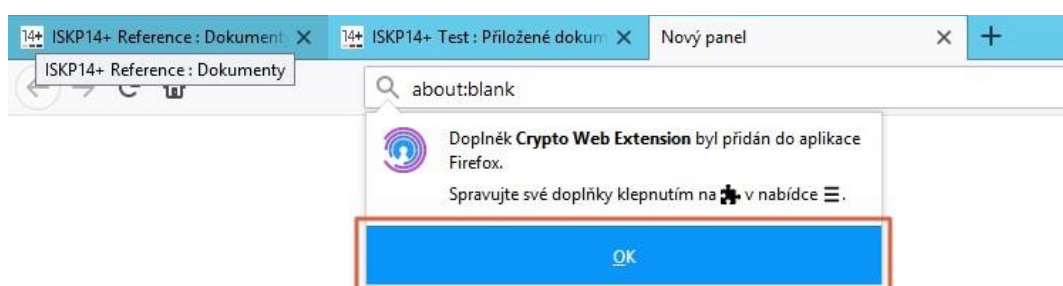 14+ ISKP14+ Reference : Dokumenty
14+ ISKP14+ Test : Přiložené dokum
Nový panel
ISKP14+ Reference : Dokumenty
about:blank
Doplněk Crypto Web Extension byl přidán do aplikace
Firefox.
Spravujte své doplňky klepnutím na v nabídce .
OK